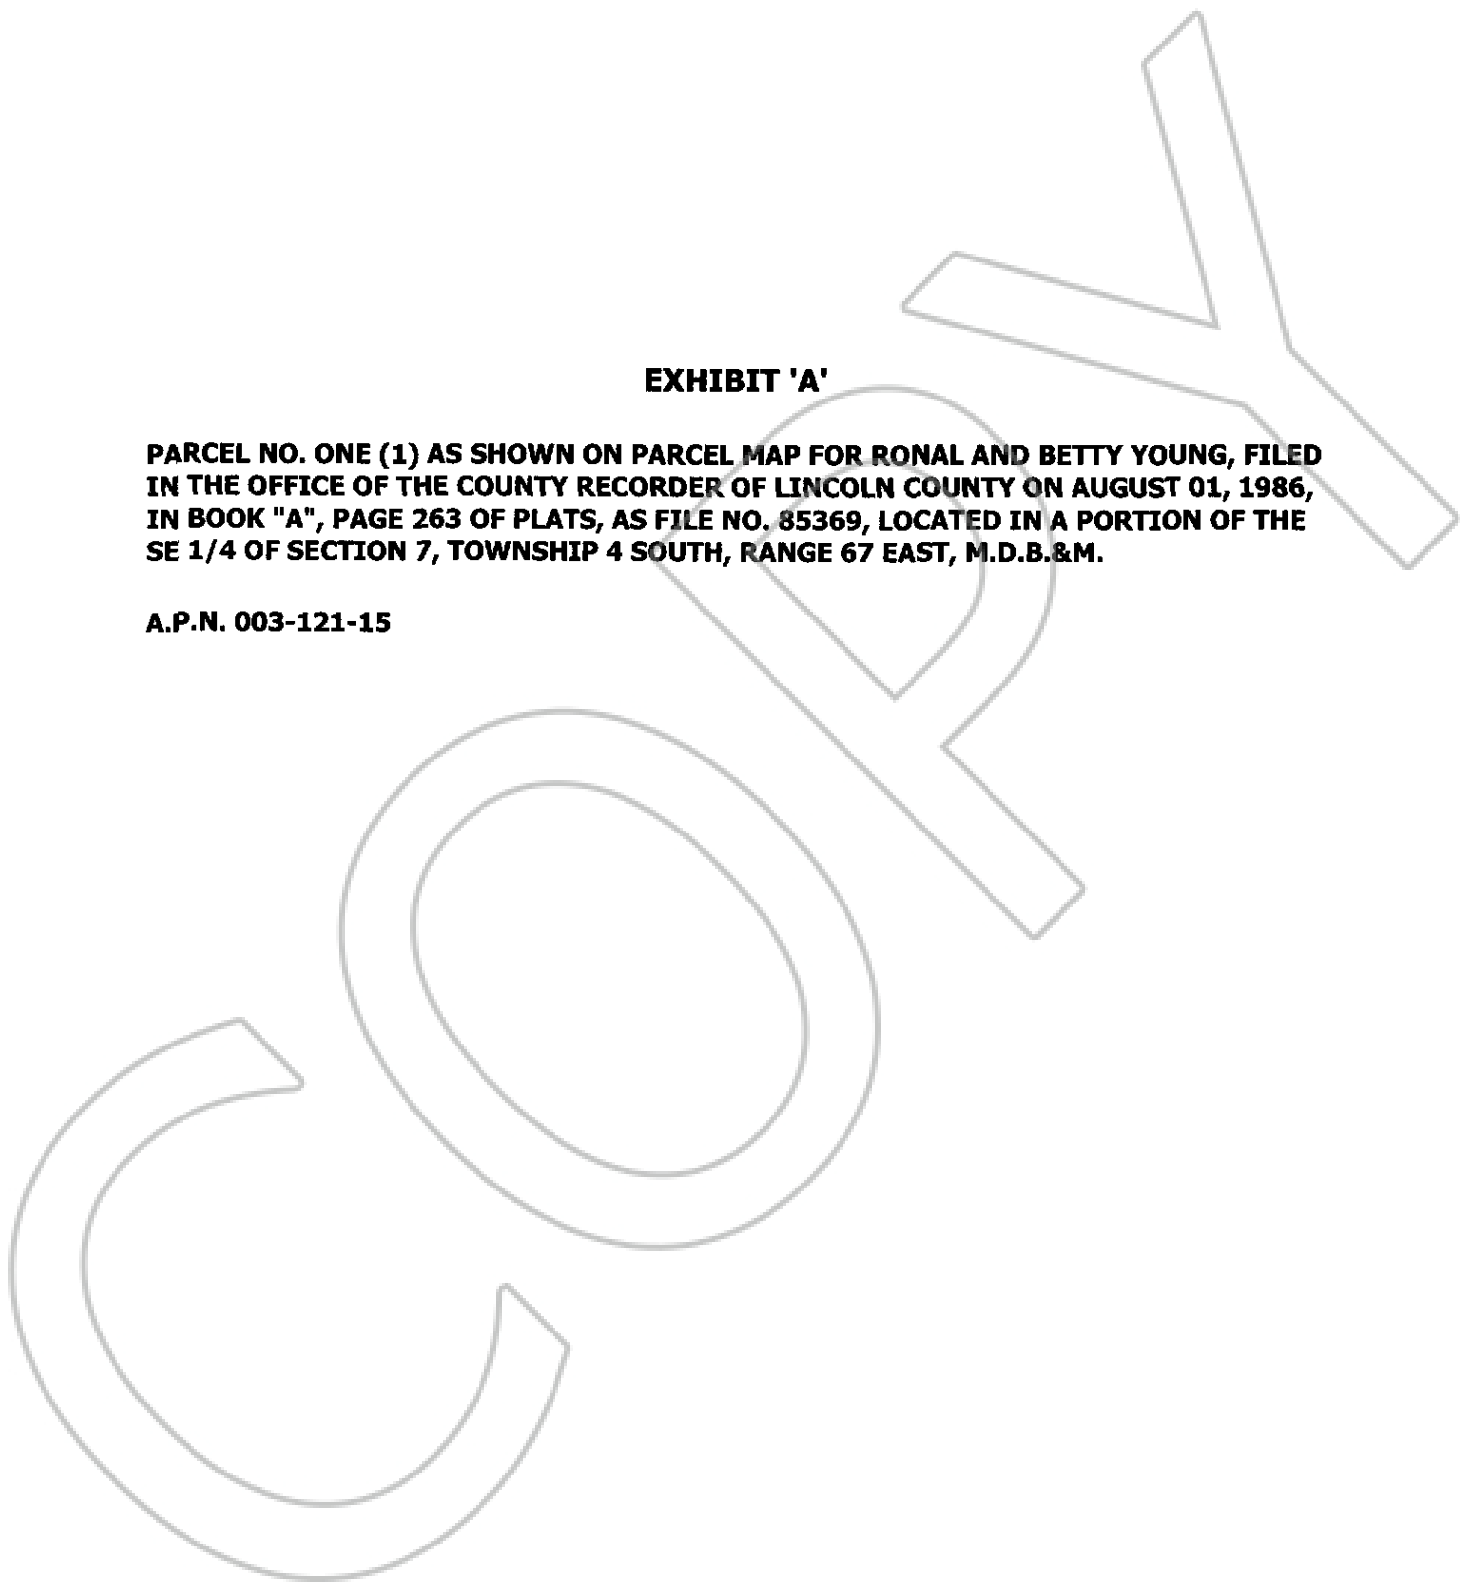 EXHIBIT 'A'
PARCEL NO. ONE (1) AS SHOWN ON PARCEL MAP FOR RONAL AND BETTY YOUNG, FILED
IN THE OFFICE OF THE COUNTY RECORDER OF LINCOLN COUNTY ON AUGUST 01, 1986,
IN BOOK "A", PAGE 263 OF PLATS, AS FILE NO. 85369, LOCATED IN A PORTION OF THE
SE 1/4 OF SECTION 7, TOWNSHIP 4 SOUTH, RANGE 67 EAST, M.D.B.&M.
A.P.N. 003-121-15
COPY